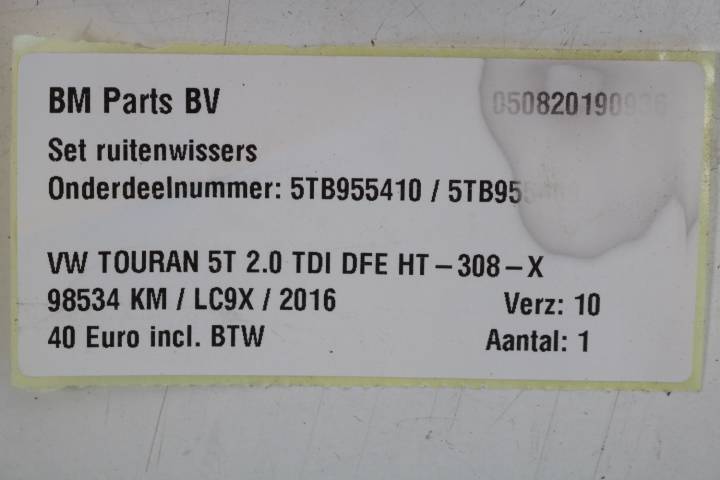 BM Parts BV 050820190936
Set ruitenwissers
Onderdeelnummer: 5TB955410 /
VW TOURAN 5T 2.0 TDI DFE HT-308-X
98534 KM / LC9X / 2016 Verz: 10
40 Euro incl. BTW Aantal: 1